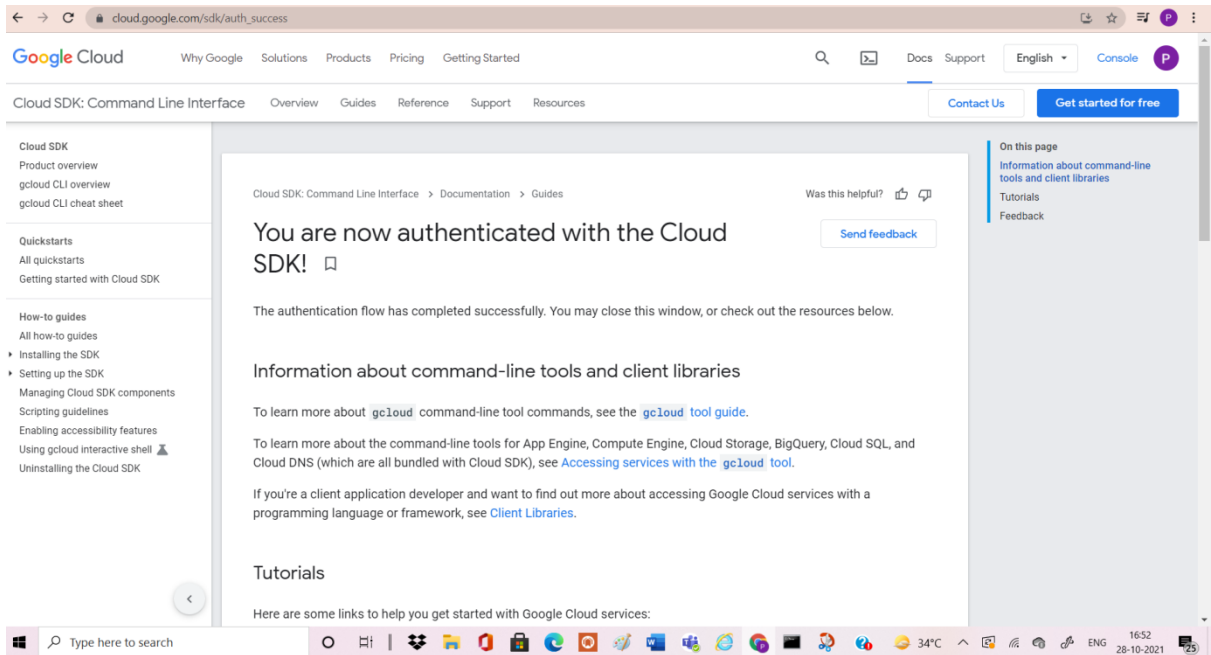 cloud.google.com/sdk/auth_success
P
Google Cloud Why Google Solutions Products Pricing Getting Started Docs Support English Console P
Cloud SDK: Command Line Interface Overview Guides Reference Support Resources Contact Us Get started for free
Cloud SDK
Product overview
gcloud CLI overview
gcloud CLI cheat sheet
Quickstarts
All quickstarts
Getting started with Cloud SDK
How-to guides
All how-to guides
Installing the SDK
Setting up the SDK
Managing Cloud SDK components
Scripting guidelines
Enabling accessibility features
Using gcloud interactive shell
Uninstalling the Cloud SDK
Cloud SDK: Command Line Interface > Documentation > Guides
Was this helpful?
You are now authenticated with the Cloud
SDK!
Send feedback
The authentication flow has completed successfully. You may close this window, or check out the resources below.
Information about command-line tools and client libraries
To learn more about gcloud command-line tool commands, see the gcloud tool guide.
To learn more about the command-line tools for App Engine, Compute Engine, Cloud Storage, BigQuery, Cloud SQL, and
Cloud DNS (which are all bundled with Cloud SDK), see Accessing services with the gcloud tool.
If you're a client application developer and want to find out more about accessing Google Cloud services with a
programming language or framework, see Client Libraries.
Tutorials
Here are some links to help you get started with Google Cloud services:
On this page
Information about command-line
tools and client libraries
Tutorials
Feedback
Type here to search
34°C
ENG
16:52
28-10-2021
25